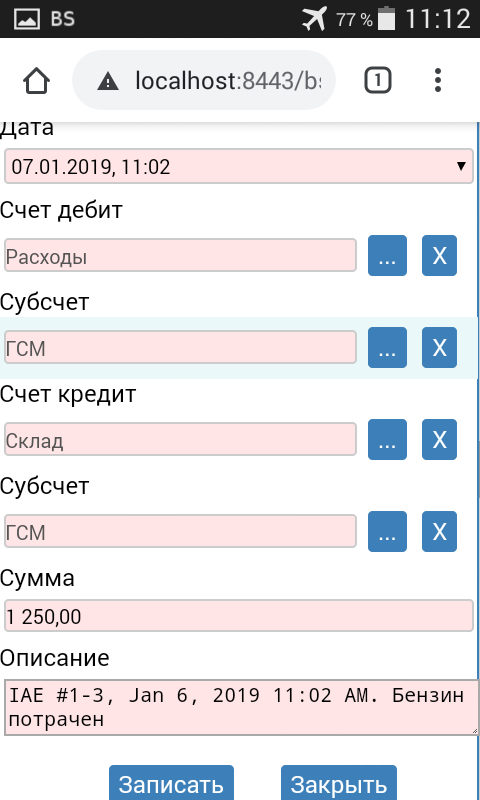 BS 77 % 11:12
localhost:8443/bs 1
Дата
07.01.2019, 11:02
Счет дебит
Расходы ... X
Субсчет
ГСМ ... X
Счет кредит
Склад ... X
Субсчет
ГСМ ... X
Сумма
1 250,00
Описание
IAE #1-3, Jan 6, 2019 11:02 AM. Бензин
потрачен
Записать Закрыть